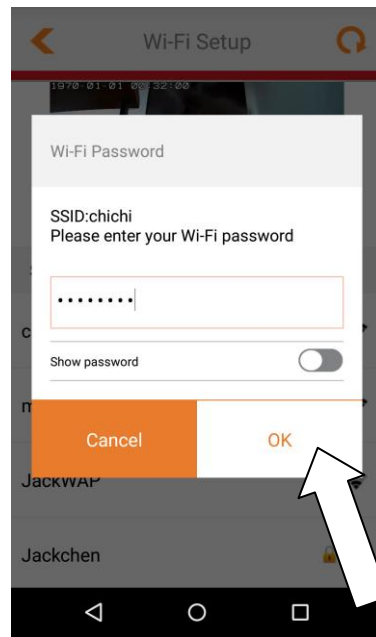 Wi-Fi Setup
1970-01-01 00:32:00
Wi-Fi Password
SSID:chichi
Please enter your Wi-Fi password
••••••••
Show password
Cancel
OK
JackWAP
Jackchen